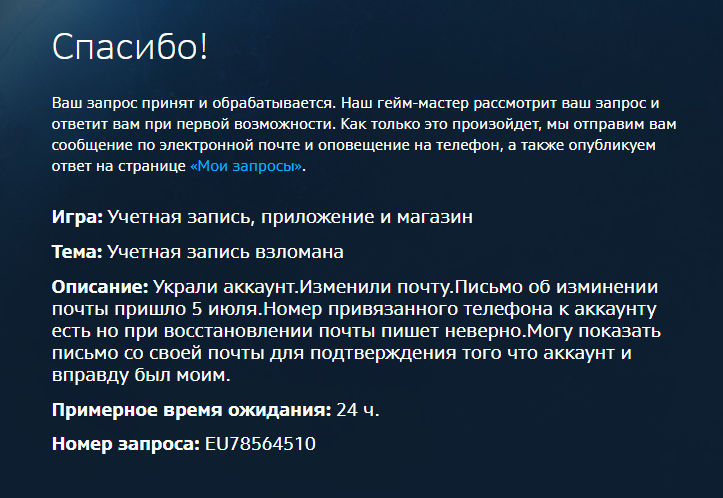 Спасибо!
Ваш запрос принят и обрабатывается. Наш гейм-мастер рассмотрит ваш запрос и
ответит вам при первой возможности. Как только это произойдет, мы отправим вам
сообщение по электронной почте и оповещение на телефон, а также опубликуем
ответ на странице «Мои запросы».
Игра: Учетная запись, приложение и магазин
Тема: Учетная запись взломана
Описание: Украли аккаунт.Изменили почту.Письмо об изминении
почты пришло 5 июля.Номер привязанного телефона к аккаунту
есть но при восстановлении почты пишет неверно.Могу показать
письмо со своей почты для подтверждения того что аккаунт и
вправду был моим.
Примерное время ожидания: 24 ч.
Номер запроса: EU78564510